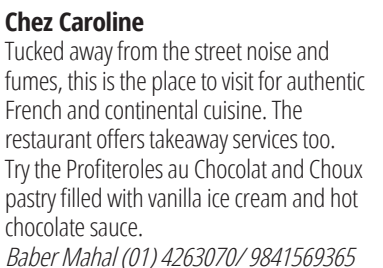 Chez Caroline
Tucked away from the street noise and
fumes, this is the place to visit for authentic
French and continental cuisine. The
restaurant offers takeaway services too.
Try the Profiteroles au Chocolat and Choux
pastry filled with vanilla ice cream and hot
chocolate sauce.
Baber Mahal (01) 4263070/ 9841569365